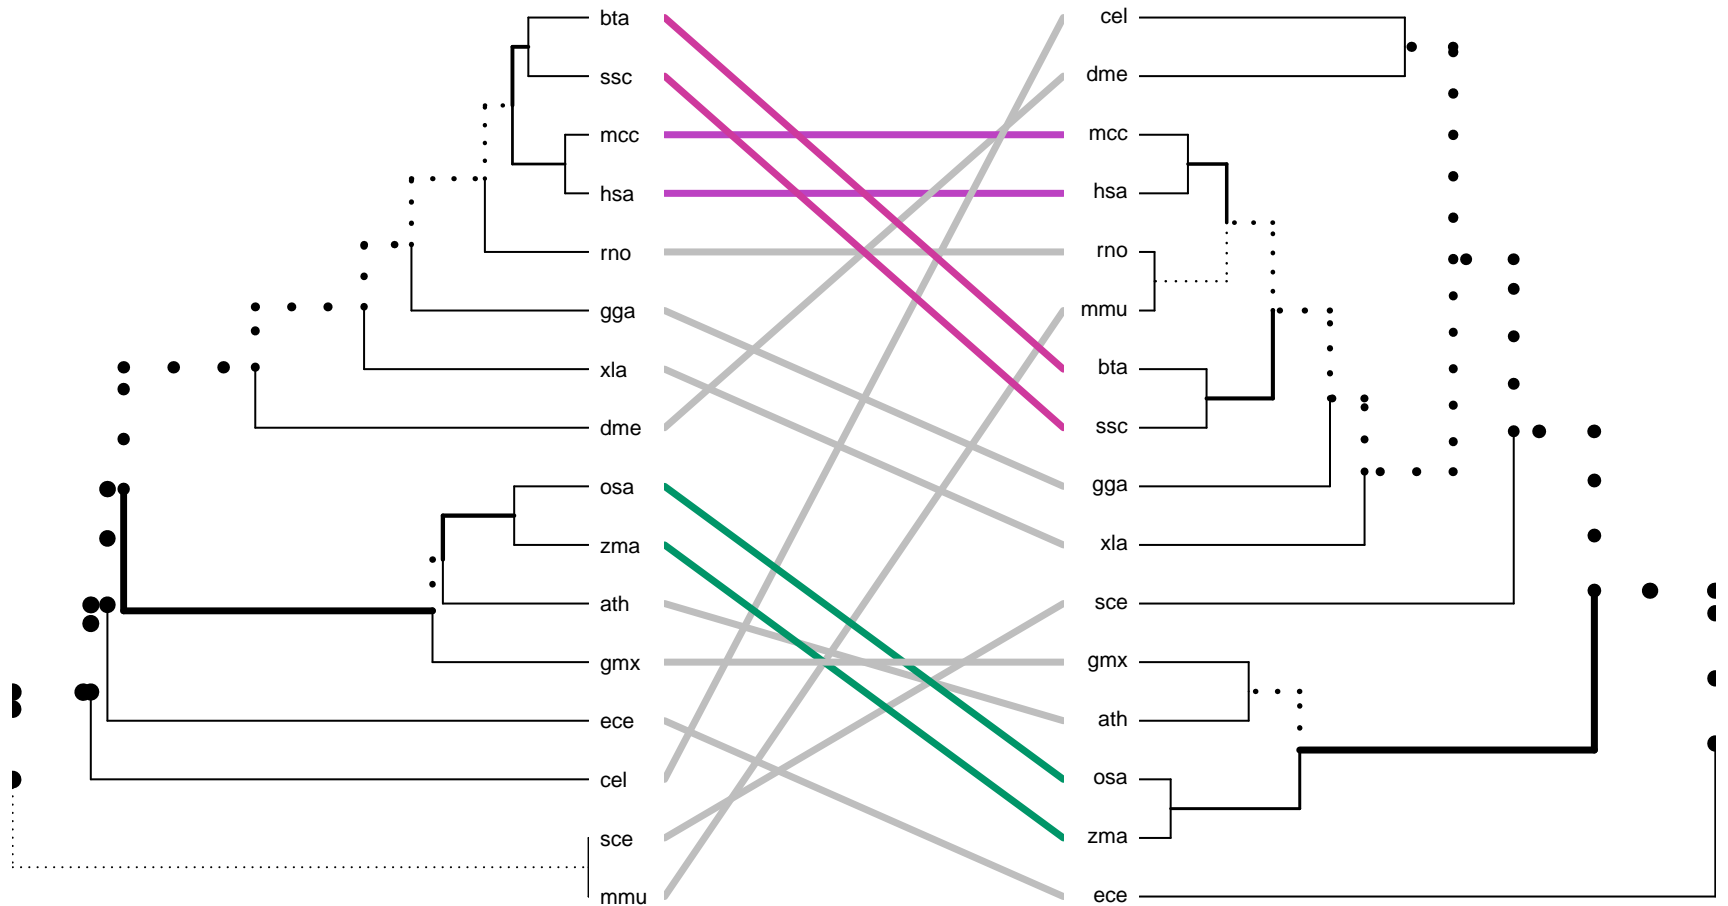 bta
ssc
mcc
hsa
rno
gga
xla
dme
osa
zma
ath
gmx
ece
cel
sce
mmu
cel
dme
mcc
hsa
rno
mmu
bta
ssc
gga
xla
sce
gmx
ath
osa
zma
ece